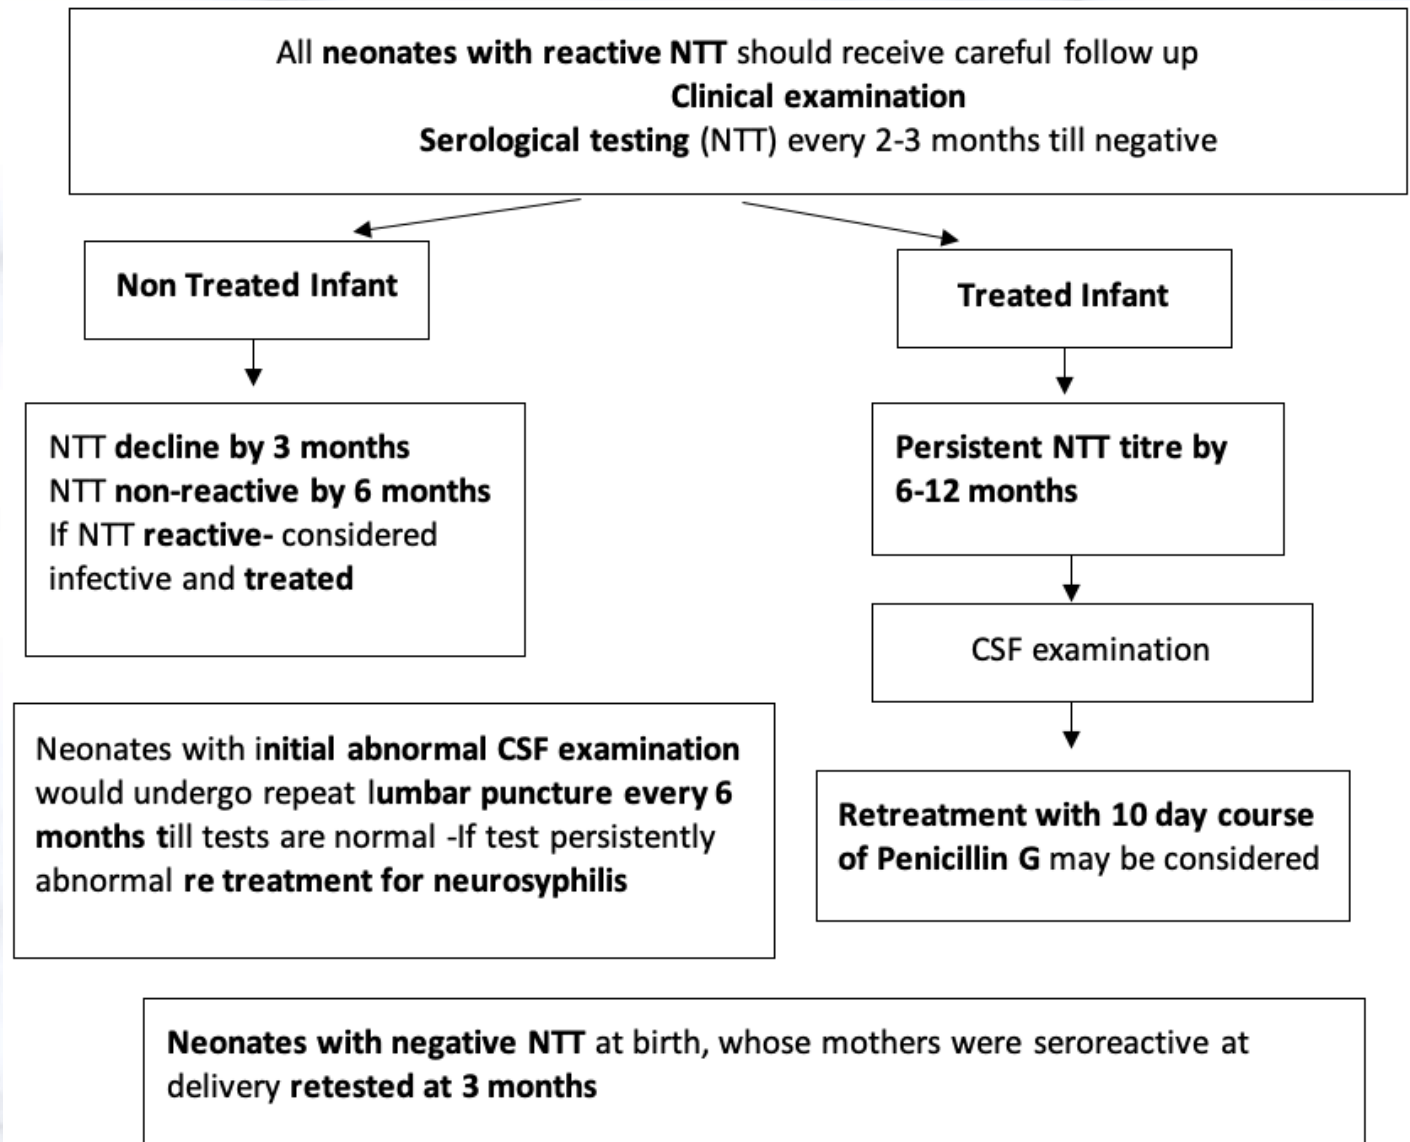 All neonates with reactive NTT should receive careful follow up
Clinical examination
Serological testing (NTT) every 2-3 months till negative
Non Treated Infant
Treated Infant
NTT decline by 3 months
NTT non-reactive by 6 months
If NTT reactive- considered
infective and treated
Persistent NTT titre by
6-12 months
CSF examination
Neonates with initial abnormal CSF examination
would undergo repeat lumbar puncture every 6
months till tests are normal -If test persistently
abnormal re treatment for neurosyphilis
Retreatment with 10 day course
of Penicillin G may be considered
Neonates with negative NTT at birth, whose mothers were seroreactive at
delivery retested at 3 months